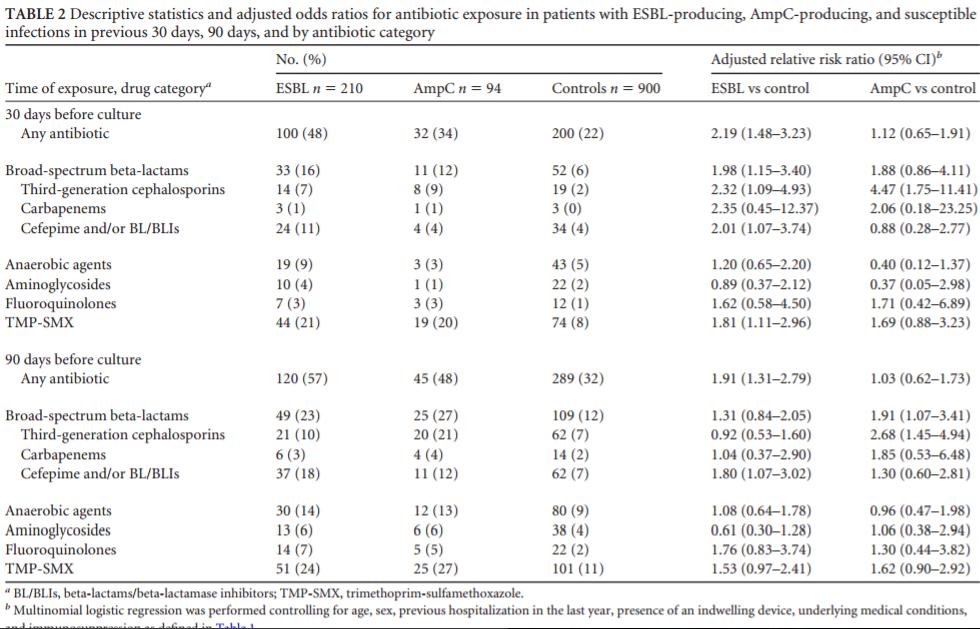 TABLE 2 Descriptive statistics and adjusted odds ratios for antibiotic exposure in patients with ESBL-producing, AmpC-producing, and susceptible
infections in previous 30 days, 90 days, and by antibiotic category
No. (%) Adjusted relative risk ratio (95% CI)b
Time of exposure, drug categorya ESBL n = 210 AmpC n = 94 Controls n = 900 ESBL vs control AmpC vs control
30 days before culture
Any antibiotic 100 (48) 32 (34) 200 (22) 2.19 (1.48–3.23) 1.12 (0.65–1.91)
Broad-spectrum beta-lactams 33 (16) 11 (12) 52 (6) 1.98 (1.15–3.40) 1.88 (0.86–4.11)
Third-generation cephalosporins 14 (7) 8 (9) 19 (2) 2.32 (1.09–4.93) 4.47 (1.75–11.41)
Carbapenems 3 (1) 1 (1) 3 (0) 2.35 (0.45–12.37) 2.06 (0.18–23.25)
Cefepime and/or BL/BLIs 24 (11) 4 (4) 34 (4) 2.01 (1.07–3.74) 0.88 (0.28–2.77)
Anaerobic agents 19 (9) 3 (3) 43 (5) 1.20 (0.65–2.20) 0.40 (0.12–1.37)
Aminoglycosides 10 (4) 1 (1) 22 (2) 0.89 (0.37–2.12) 0.37 (0.05–2.98)
Fluoroquinolones 7 (3) 3 (3) 12 (1) 1.62 (0.58–4.50) 1.71 (0.42–6.89)
TMP-SMX 44 (21) 19 (20) 74 (8) 1.81 (1.11–2.96) 1.69 (0.88–3.23)
90 days before culture
Any antibiotic 120 (57) 45 (48) 289 (32) 1.91 (1.31–2.79) 1.03 (0.62–1.73)
Broad-spectrum beta-lactams 49 (23) 25 (27) 109 (12) 1.31 (0.84–2.05) 1.91 (1.07–3.41)
Third-generation cephalosporins 21 (10) 20 (21) 62 (7) 0.92 (0.53–1.60) 2.68 (1.45–4.94)
Carbapenems 6 (3) 4 (4) 14 (2) 1.04 (0.37–2.90) 1.85 (0.53–6.48)
Cefepime and/or BL/BLIs 37 (18) 11 (12) 62 (7) 1.80 (1.07–3.02) 1.30 (0.60–2.81)
Anaerobic agents 30 (14) 12 (13) 80 (9) 1.08 (0.64–1.78) 0.96 (0.47–1.98)
Aminoglycosides 13 (6) 6 (6) 38 (4) 0.61 (0.30–1.28) 1.06 (0.38–2.94)
Fluoroquinolones 14 (7) 5 (5) 22 (2) 1.76 (0.83–3.74) 1.30 (0.44–3.82)
TMP-SMX 51 (24) 25 (27) 101 (11) 1.53 (0.97–2.41) 1.62 (0.90–2.92)
a BL/BLIs, beta-lactams/beta-lactamase inhibitors; TMP-SMX, trimethoprim-sulfamethoxazole.
b Multinomial logistic regression was performed controlling for age, sex, previous hospitalization in the last year, presence of an indwelling device, underlying medical conditions,
and immunosuppression as defined in Table 1.